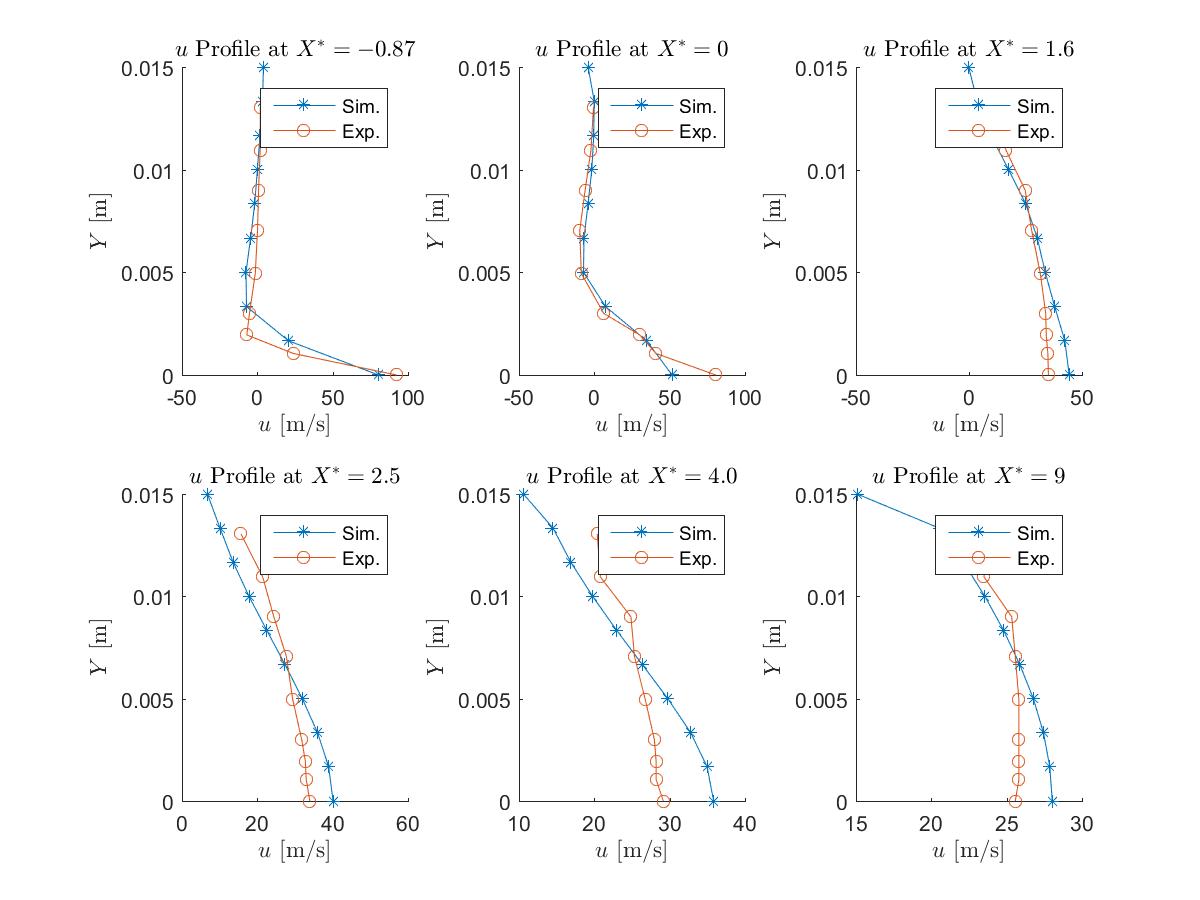 u Profile at X* = −0.87
0.015
0.01
0.005
0
Y [m]
-50 0 50 100
u [m/s]
Sim.
Exp.
u Profile at X* = 0
0.015
0.01
0.005
0
Y [m]
-50 0 50 100
u [m/s]
Sim.
Exp.
u Profile at X* = 1.6
0.015
0.01
0.005
0
Y [m]
-50 0 50
u [m/s]
Sim.
Exp.
u Profile at X* = 2.5
0.015
0.01
0.005
0
Y [m]
0 20 40 60
u [m/s]
Sim.
Exp.
u Profile at X* = 4.0
0.015
0.01
0.005
0
Y [m]
10 20 30 40
u [m/s]
Sim.
Exp.
u Profile at X* = 9
0.015
0.01
0.005
0
Y [m]
15 20 25 30
u [m/s]
Sim.
Exp.